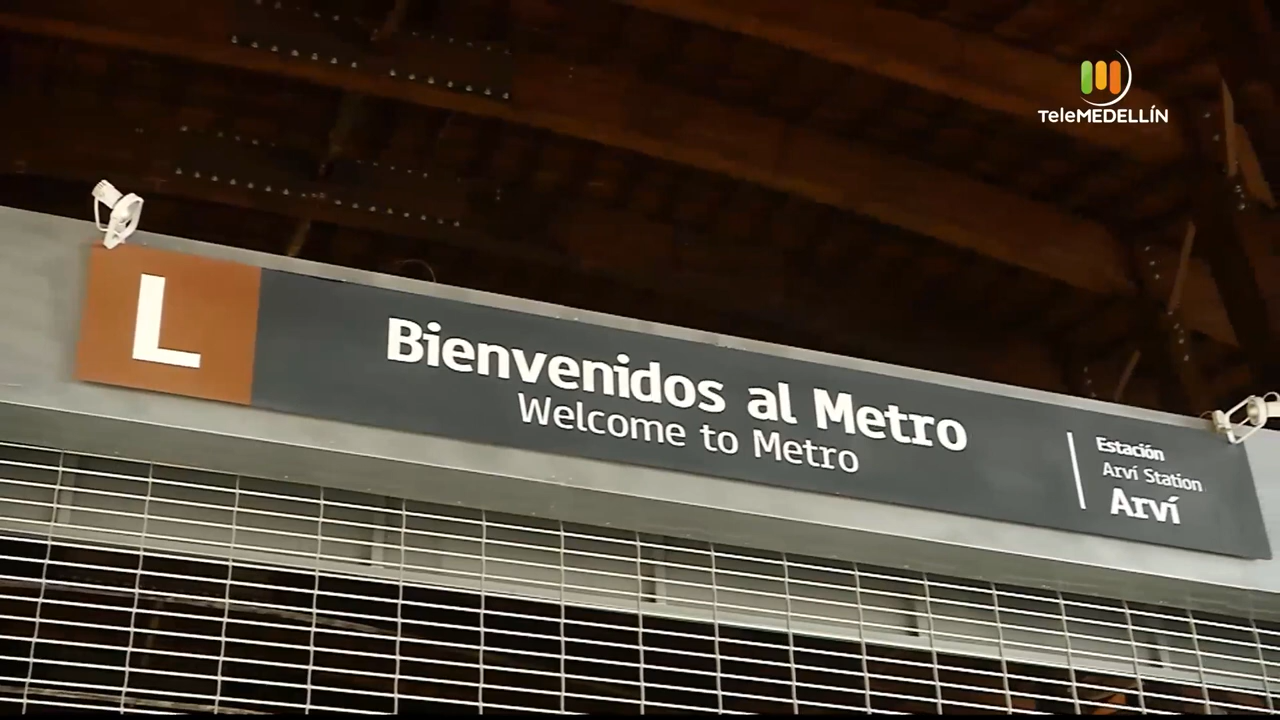 TeleMEDELLÍN
L
Bienvenidos al Metro
Welcome to Metro
Estación
Arví Station
Arví